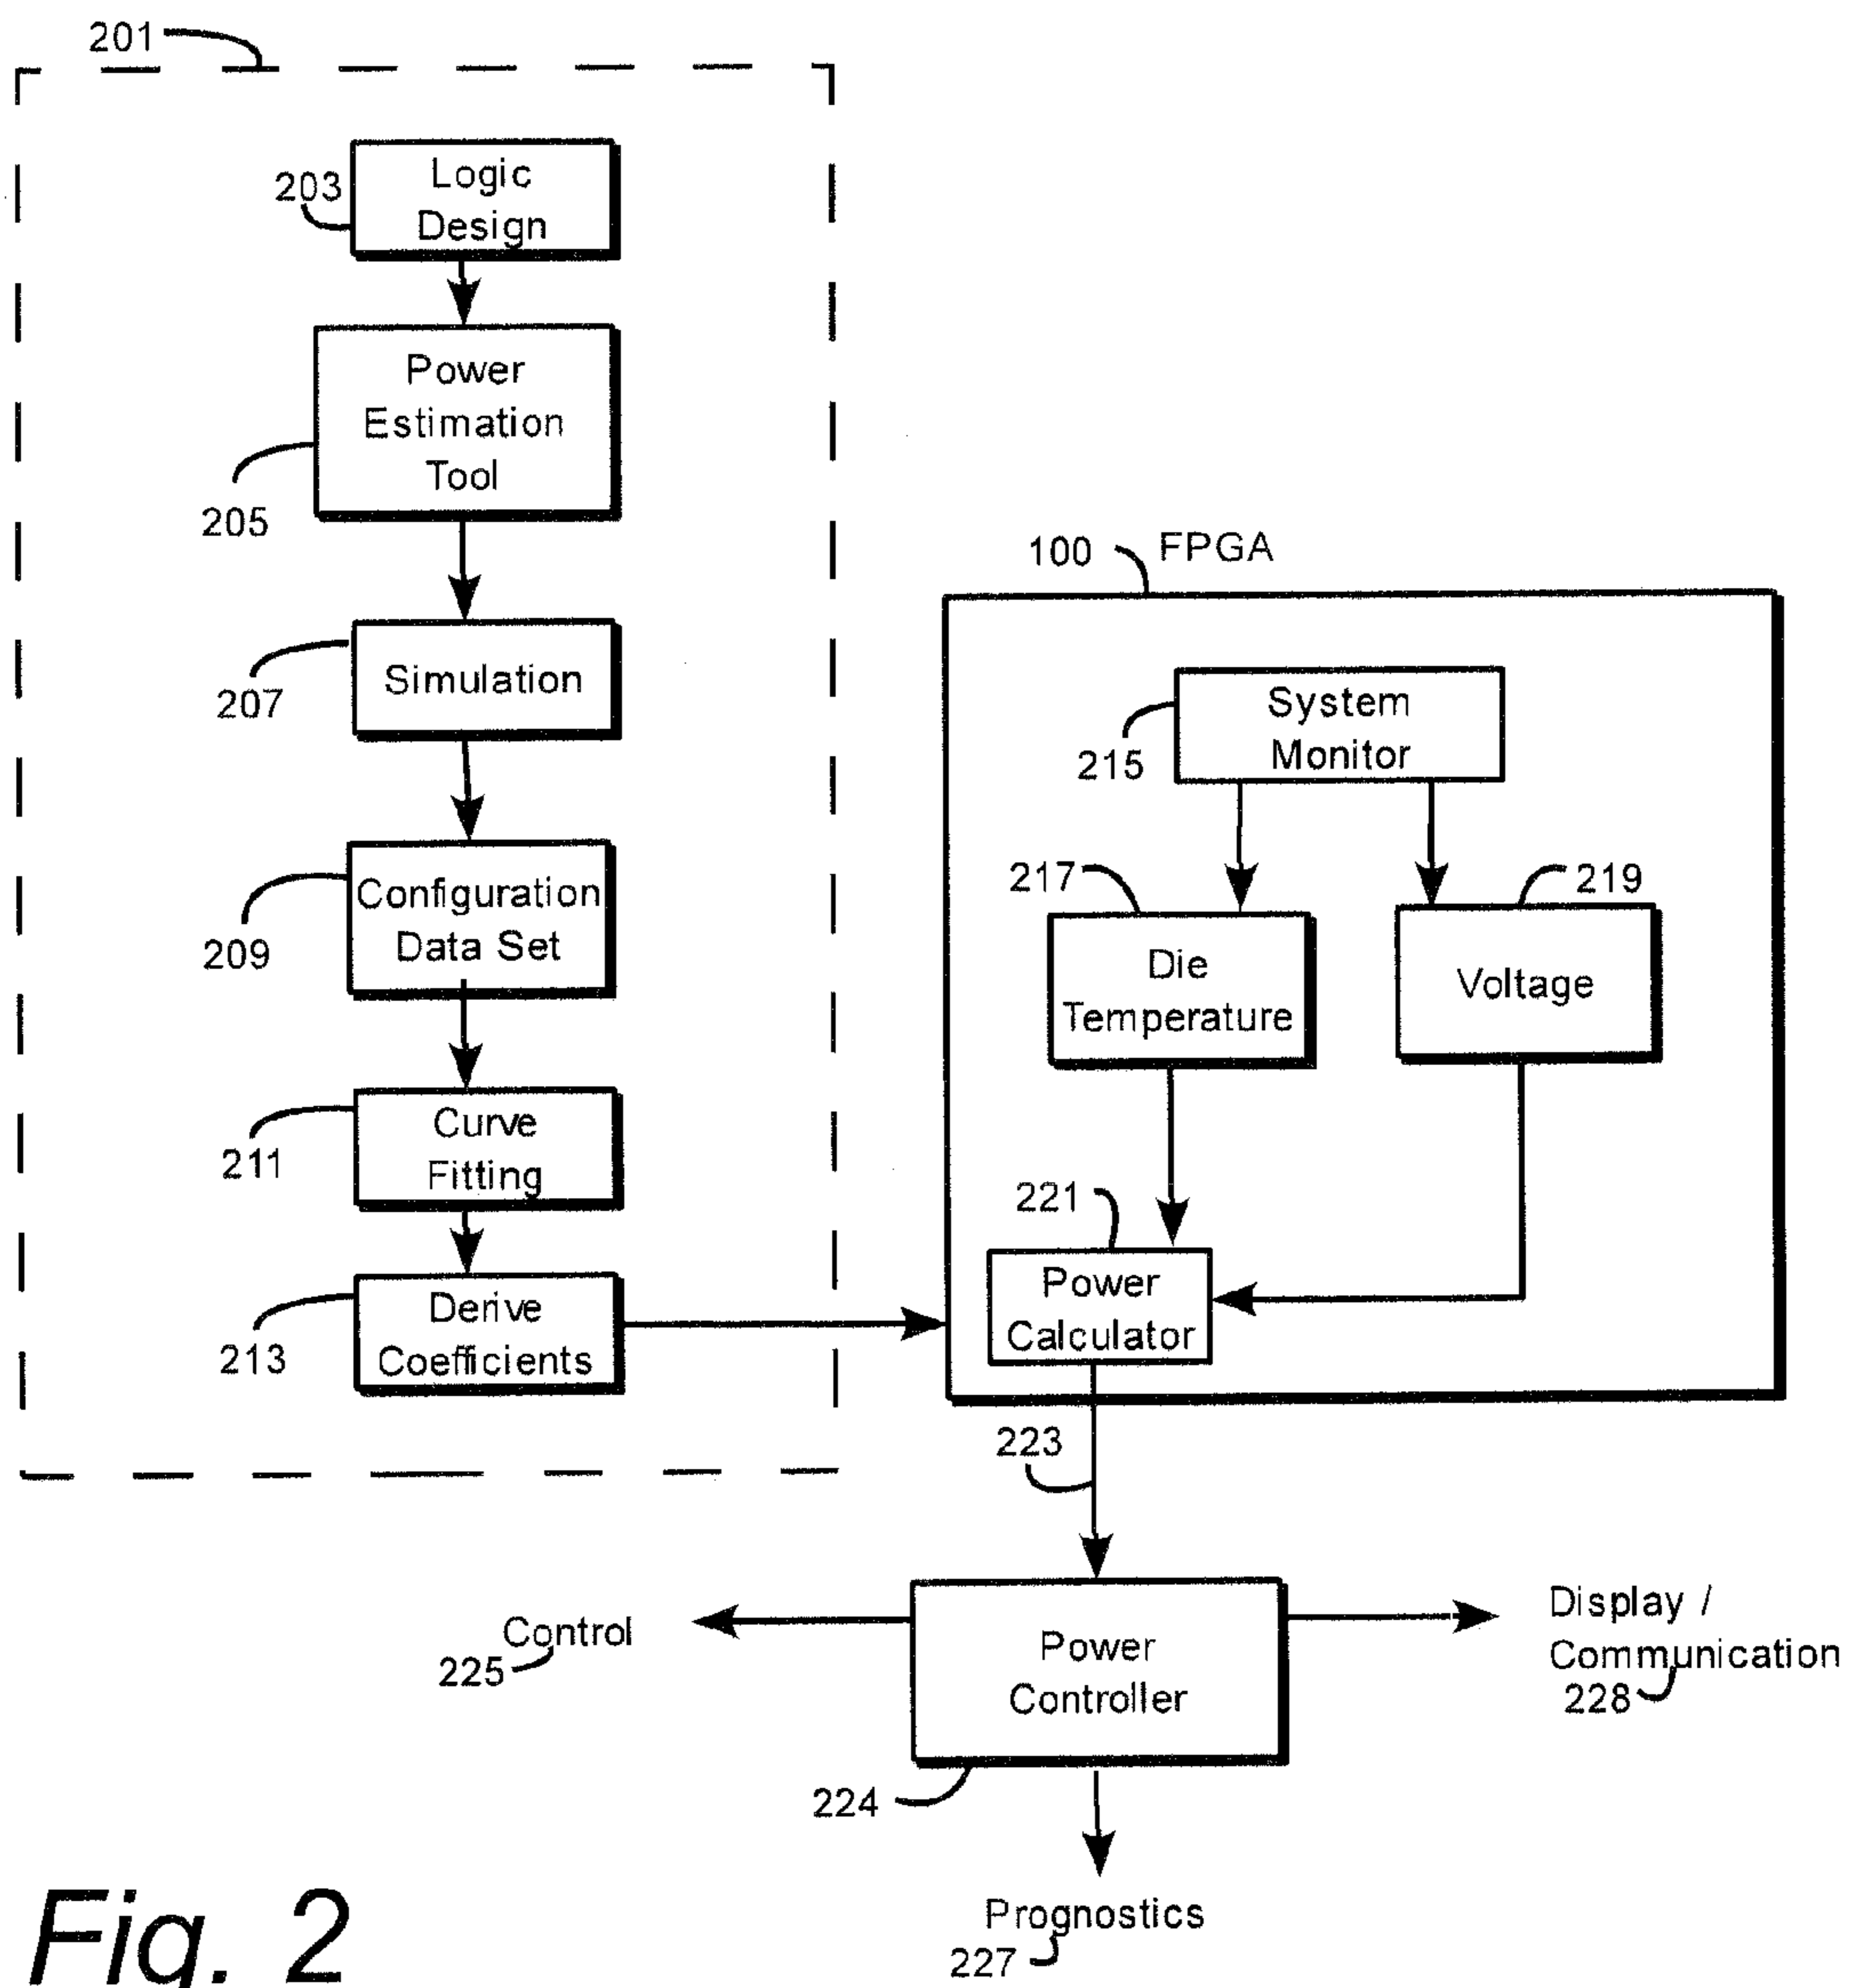 201
203
Logic
Design
Power
Estimation
Tool
205
Simulation
207
Configuration
Data Set
209
Curve
Fitting
211
Derive
Coefficients
213
100 FPGA
System
Monitor
215
217
Die
Temperature
219
Voltage
221
Power
Calculator
223
Power
Controller
224
Control
225
Display /
Communication
228
Prognostics
227
Fig. 2